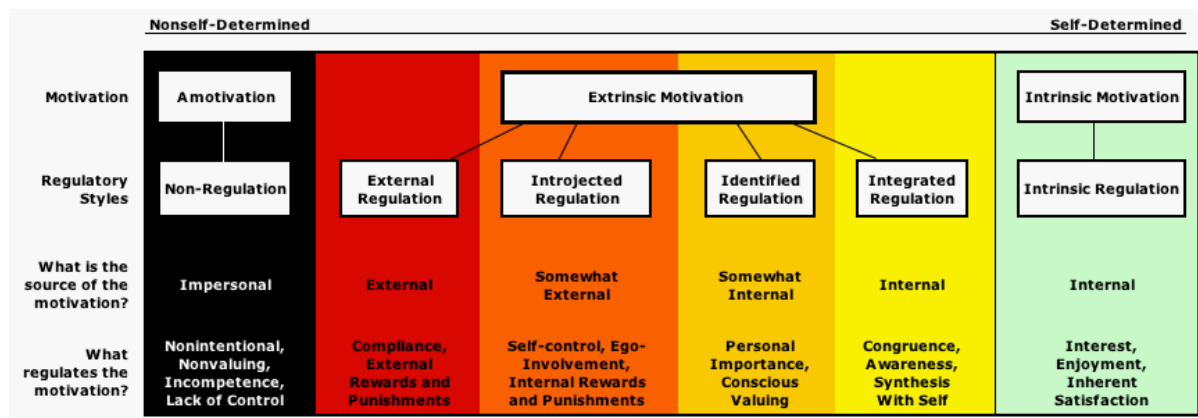 Nonself-Determined
Self-Determined
Motivation
Amotivation
Extrinsic Motivation
Intrinsic Motivation
Regulatory
Styles
Non-Regulation
External
Regulation
Introjected
Regulation
Identified
Regulation
Integrated
Regulation
Intrinsic Regulation
What is the
source of the
motivation?
Impersonal
External
Somewhat
External
Somewhat
Internal
Internal
Internal
What
regulates the
motivation?
Nonintentional,
Nonvaluing,
Incompetence,
Lack of Control
Compliance,
External
Rewards and
Punishments
Self-control, Ego-
Involvement,
Internal Rewards
and Punishments
Personal
Importance,
Conscious
Valuing
Congruence,
Awareness,
Synthesis
With Self
Interest,
Enjoyment,
Inherent
Satisfaction